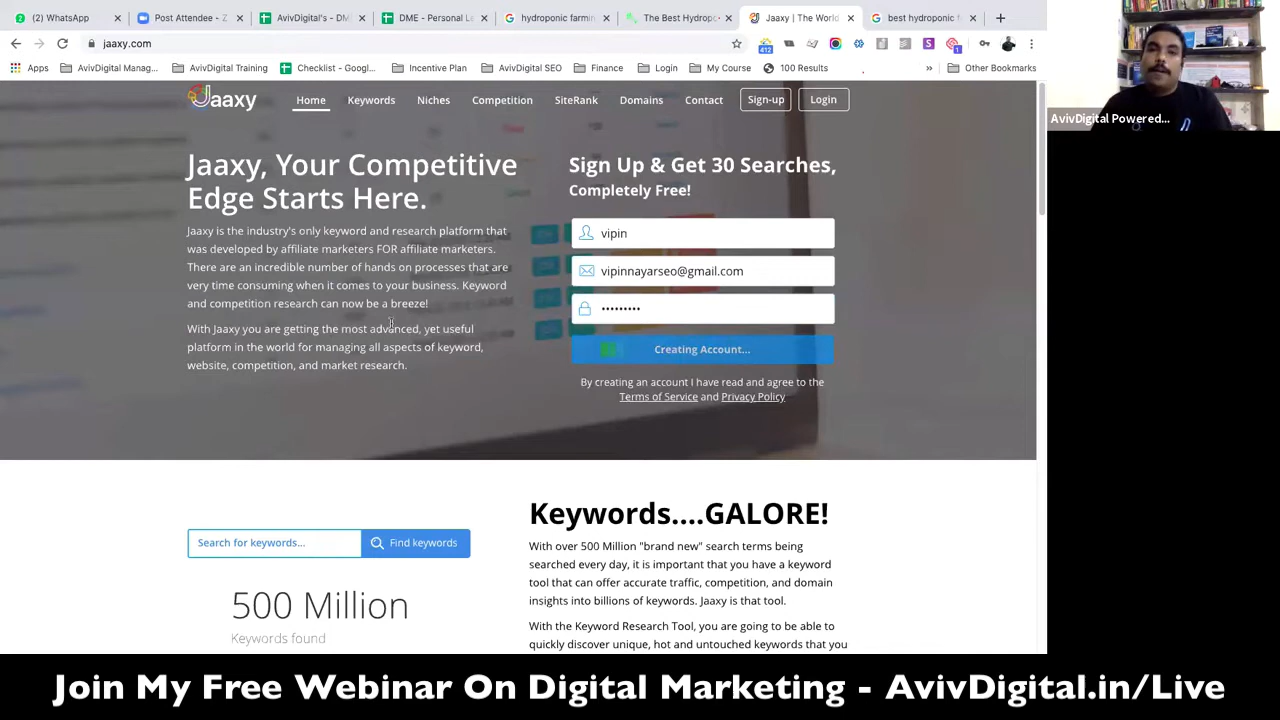 (2) WhatsApp
Post Attendee - Z
AvivDigital's - DM
DME - Personal Le
hydroponic farmin
The Best Hydropo
Jaaxy | The World
best hydroponic f
jaaxy.com
412
1
Apps
AvivDigital Manag...
AvivDigital Training
Checklist - Googl...
Incentive Plan
AvivDigital SEO
Finance
Login
My Course
100 Results
»
Other Bookmarks
AvivDigital Powered...
Jaaxy
Home
Keywords
Niches
Competition
SiteRank
Domains
Contact
Sign-up
Login
Jaaxy, Your Competitive
Edge Starts Here.
Jaaxy is the industry's only keyword and research platform that
was developed by affiliate marketers FOR affiliate marketers.
There are an incredible number of hands on processes that are
very time consuming when it comes to your business. Keyword
and competition research can now be a breeze!
With Jaaxy you are getting the most advanced, yet useful
platform in the world for managing all aspects of keyword,
website, competition, and market research.
Sign Up & Get 30 Searches,
Completely Free!
vipin
vipinnayarseo@gmail.com
•••••••••
Creating Account...
By creating an account I have read and agree to the
Terms of Service and Privacy Policy
Search for keywords...
Find keywords
500 Million
Keywords found
Keywords....GALORE!
With over 500 Million "brand new" search terms being
searched every day, it is important that you have a keyword
tool that can offer accurate traffic, competition, and domain
insights into billions of keywords. Jaaxy is that tool.
With the Keyword Research Tool, you are going to be able to
quickly discover unique, hot and untouched keywords that you
Join My Free Webinar On Digital Marketing - AvivDigital.in/Live